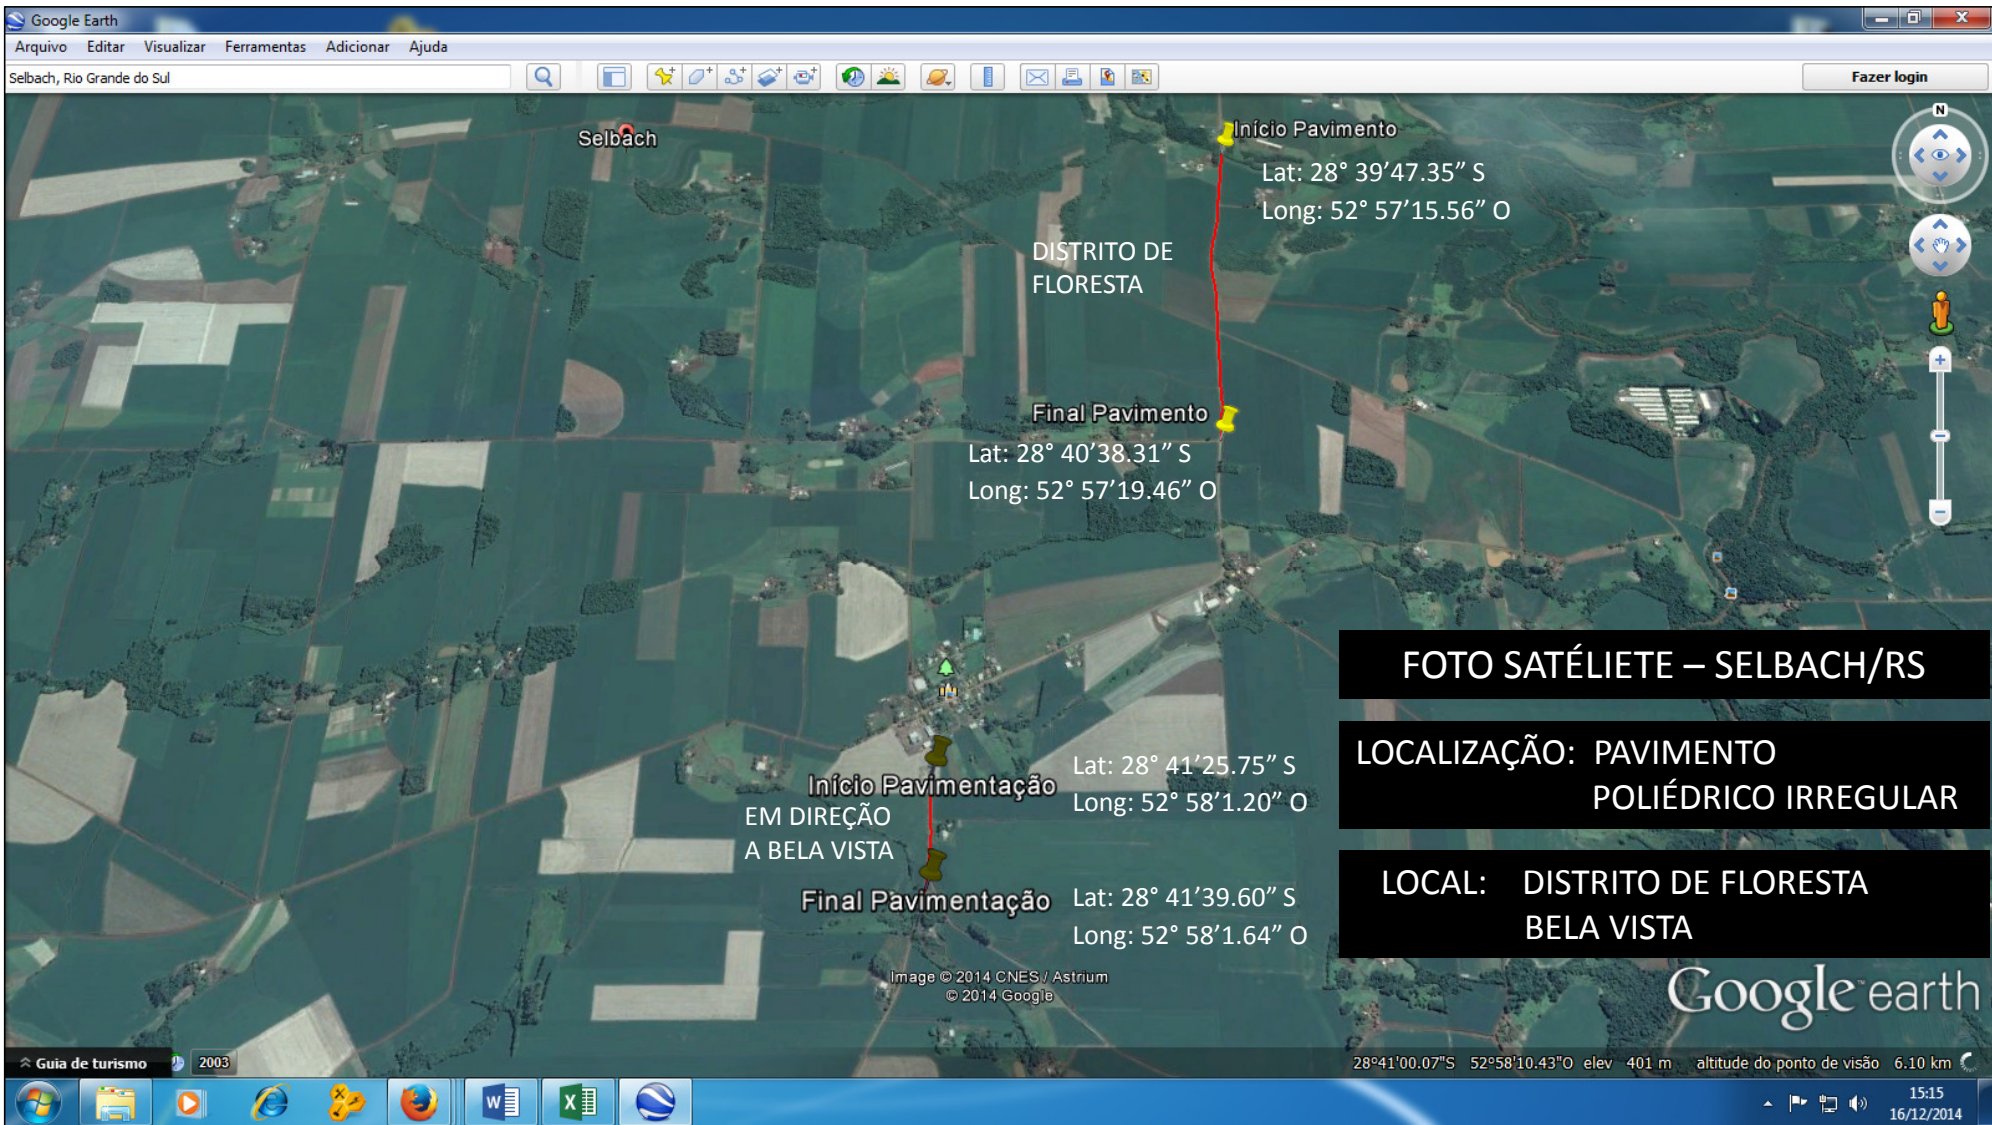 Google Earth
Arquivo Editar Visualizar Ferramentas Adicionar Ajuda
Selbach, Rio Grande do Sul
Fazer login
N
Selbach
Início Pavimento
Lat: 28° 39’47.35” S
Long: 52° 57’15.56” O
DISTRITO DE
FLORESTA
Final Pavimento
Lat: 28° 40’38.31” S
Long: 52° 57’19.46” O
FOTO SATÉLIETE – SELBACH/RS
LOCALIZAÇÃO: PAVIMENTO
POLIÉDRICO IRREGULAR
Lat: 28° 41’25.75” S
Início Pavimentação
Long: 52° 58’1.20” O
EM DIREÇÃO
A BELA VISTA
LOCAL: DISTRITO DE FLORESTA
BELA VISTA
Final Pavimentação
Lat: 28° 41’39.60” S
Long: 52° 58’1.64” O
Image © 2014 CNES / Astrium
© 2014 Google
Google earth
Guia de turismo
2003
28°41'00.07"S 52°58'10.43"O elev 401 m altitude do ponto de visão 6.10 km
15:15
16/12/2014